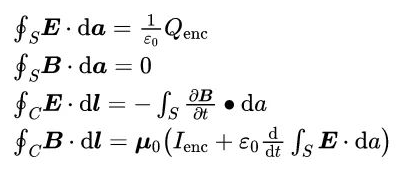 ∮_S E · da = 1/ε₀ Q_enc
∮_S B · da = 0
∮_C E · dl = − ∫_S ∂B/∂t • da
∮_C B · dl = μ₀(I_enc + ε₀ d/dt ∫_S E · da)